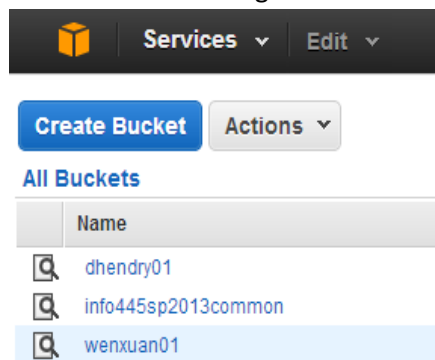 Services Edit
Create Bucket Actions
All Buckets
Name
dhendry01
info445sp2013common
wenxuan01